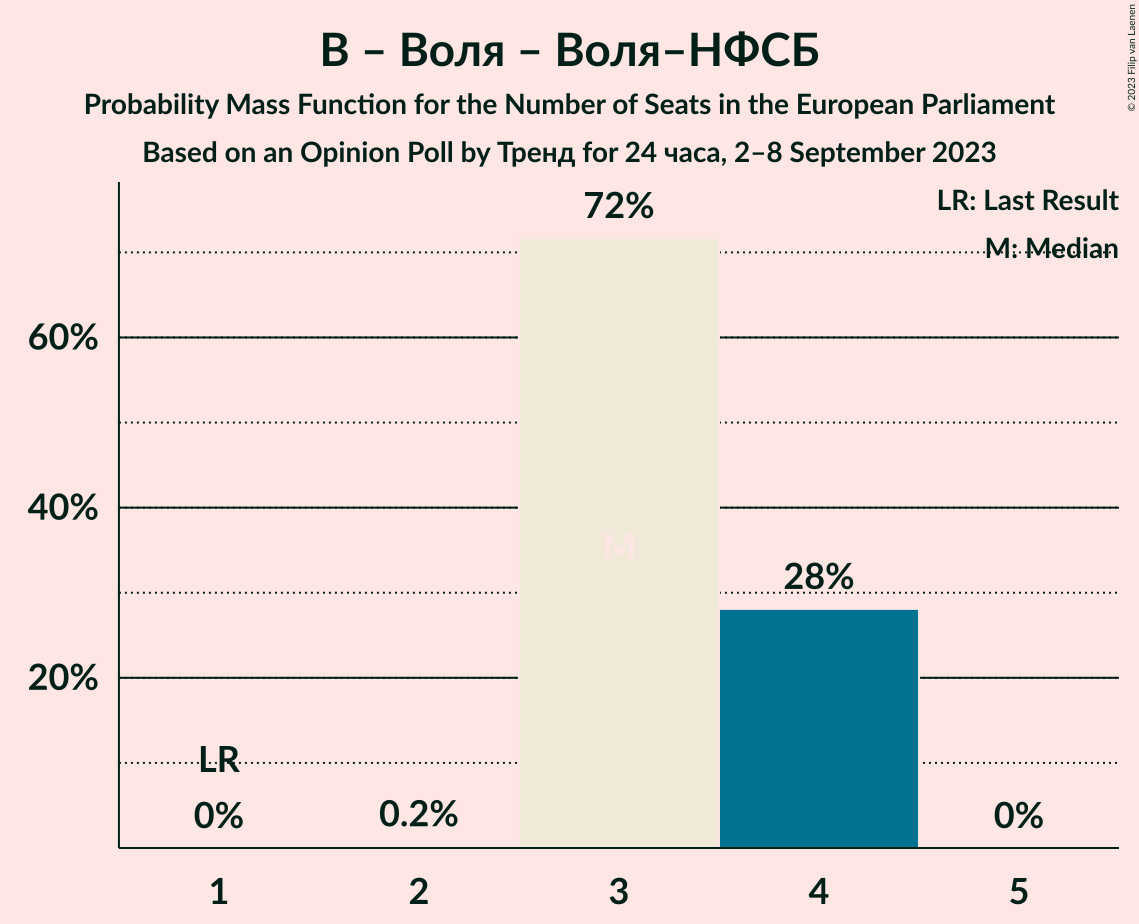 В – Воля – Воля–НФСБ
Probability Mass Function for the Number of Seats in the European Parliament
Based on an Opinion Poll by Тренд for 24 часа, 2–8 September 2023
© 2023 Filip van Laenen
LR: Last Result
M: Median
72%
60%
40%
M
28%
20%
LR
0%
0.2%
0%
1 2 3 4 5